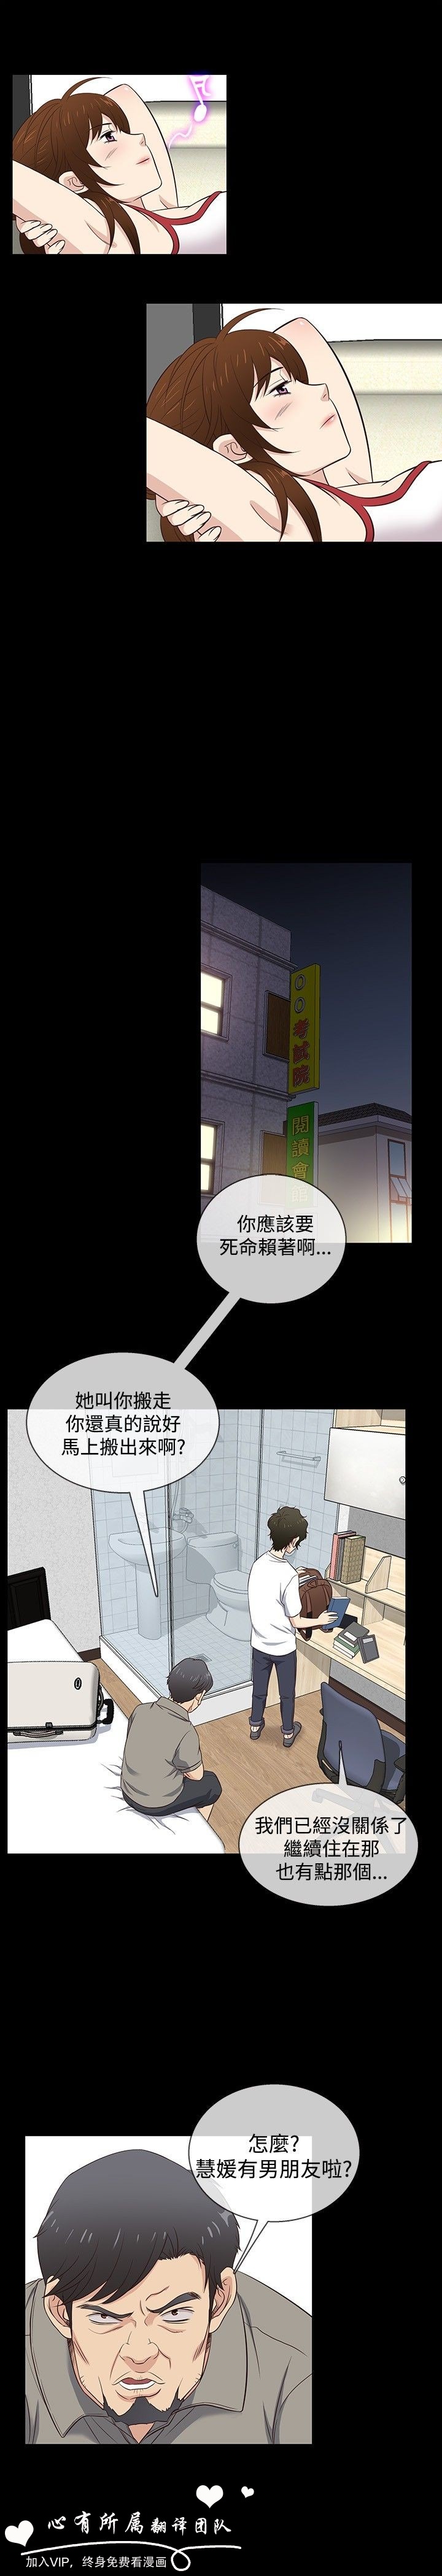 OO考試院
閱讀會館
你應該要
死命賴著啊...
她叫你搬走
你還真的說好
馬上搬出來啊?
我們已經沒關係了
繼續住在那
也有點那個...
怎麼?
慧媛有男朋友啦?
心有所属翻译团队
加入VIP，终身免费看漫画